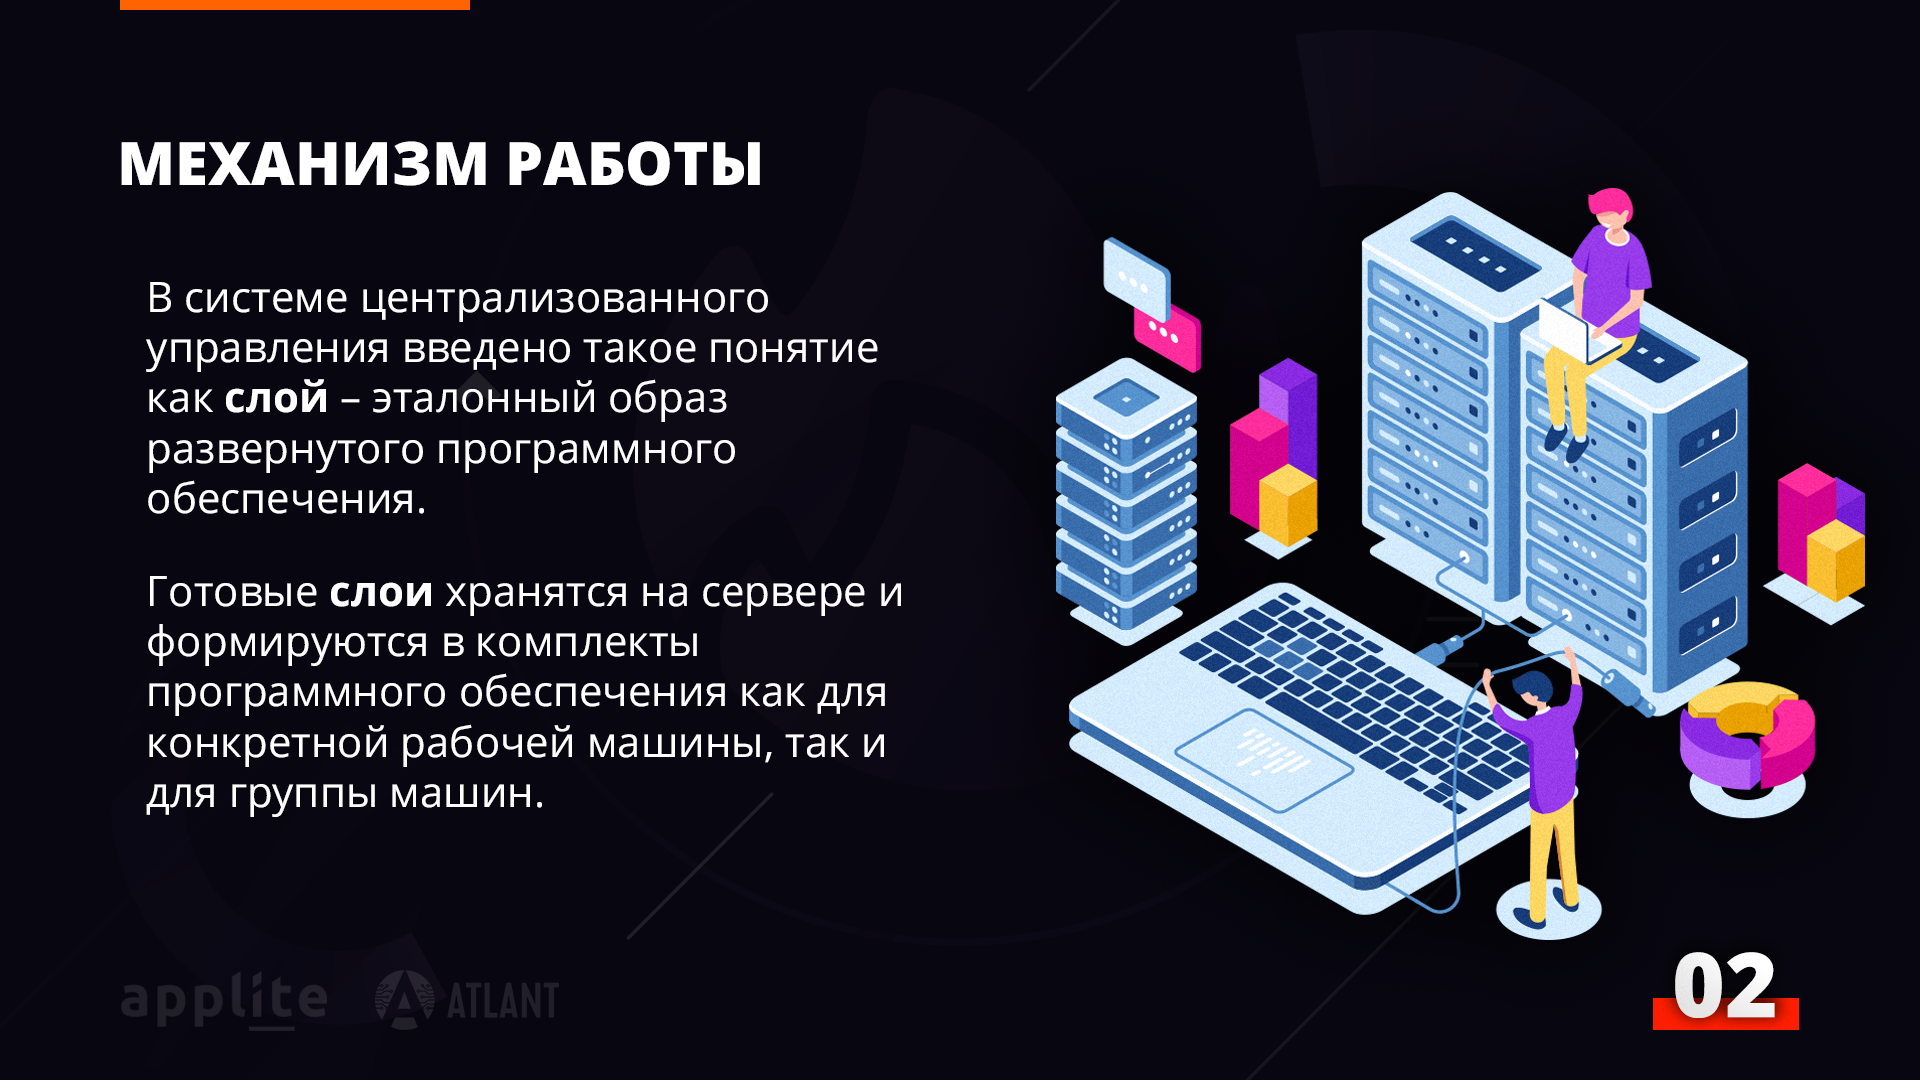 МЕХАНИЗМ РАБОТЫ
В системе централизованного
управления введено такое понятие
как слой – эталонный образ
развернутого программного
обеспечения.
Готовые слои хранятся на сервере и
формируются в комплекты
программного обеспечения как для
конкретной рабочей машины, так и
для группы машин.
applite ATLANT
02